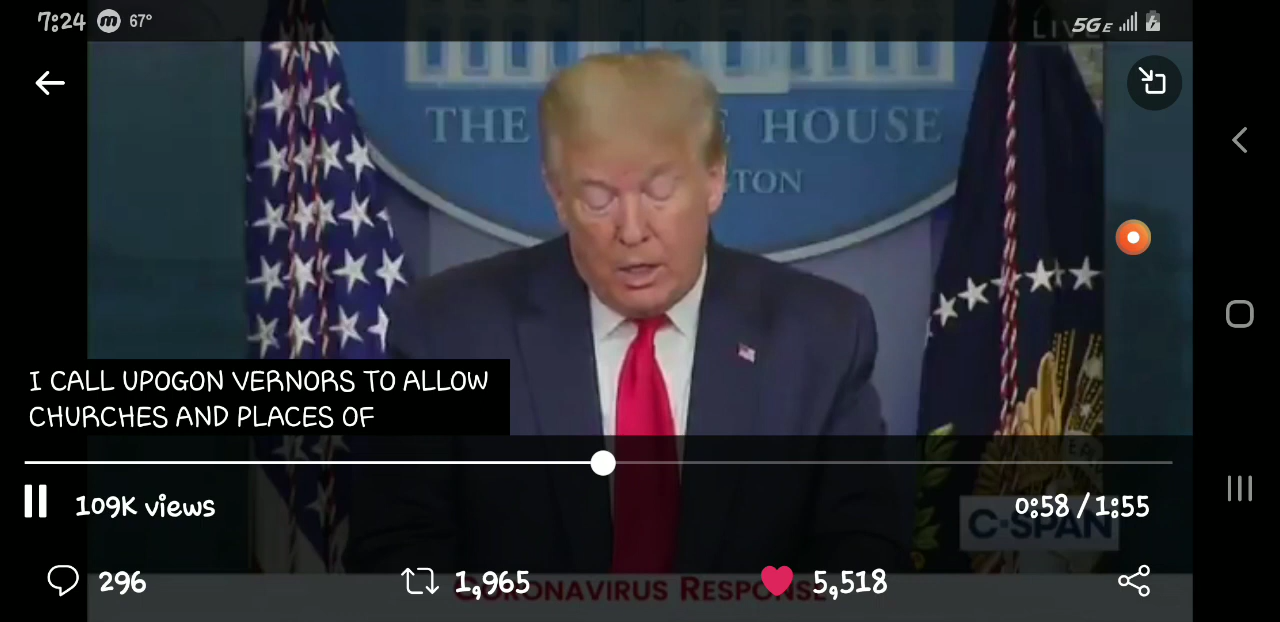 7:24 m 67° 5GE
LIVE
THE E HOUSE
TON
I CALL UPOGON VERNORS TO ALLOW
CHURCHES AND PLACES OF
109K views 0:58 / 1:55
C-SPAN
296 1,965 5,518
CORONAVIRUS RESPONSE